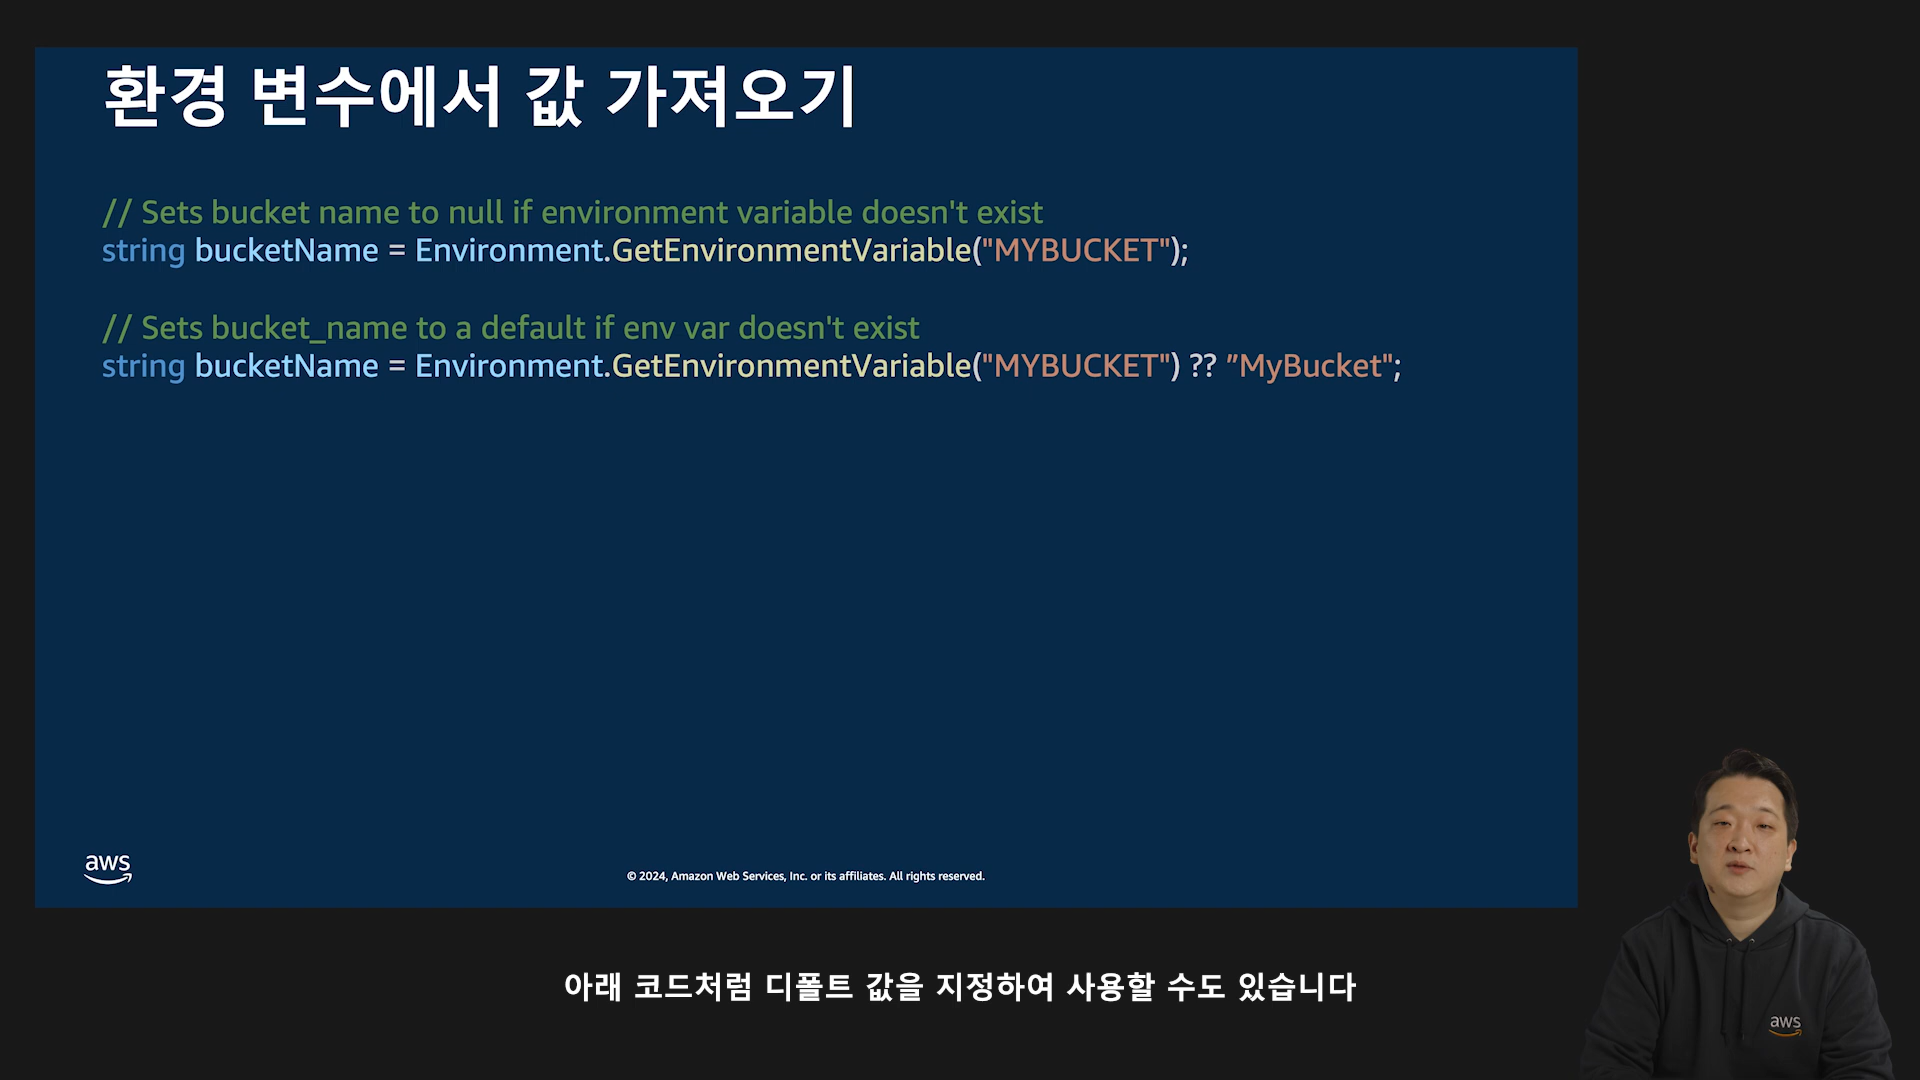 환경 변수에서 값 가져오기
// Sets bucket name to null if environment variable doesn't exist
string bucketName = Environment.GetEnvironmentVariable("MYBUCKET");
// Sets bucket_name to a default if env var doesn't exist
string bucketName = Environment.GetEnvironmentVariable("MYBUCKET") ?? ”MyBucket";
aws
© 2024, Amazon Web Services, Inc. or its affiliates. All rights reserved.
아래 코드처럼 디폴트 값을 지정하여 사용할 수도 있습니다
aws